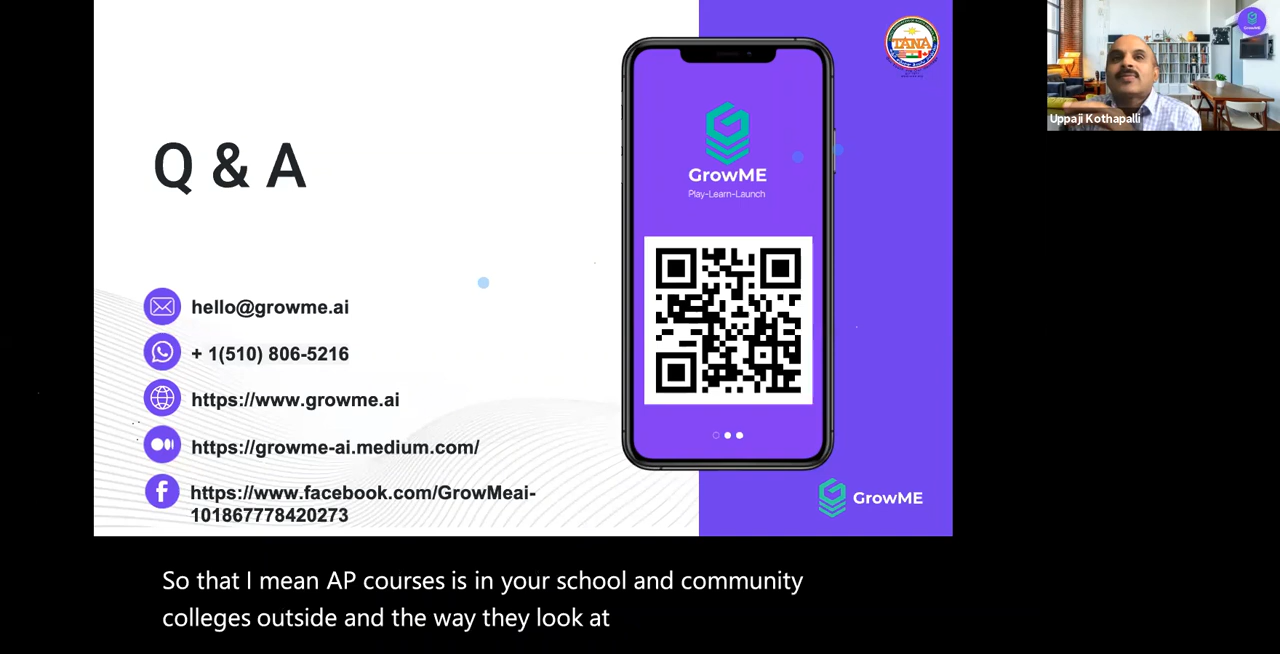 Q & A
hello@growme.ai
+ 1(510) 806-5216
https://www.growme.ai
https://growme-ai.medium.com/
https://www.facebook.com/GrowMeai-
101867778420273
GrowME
Play-Learn-Launch
TANA
GrowME
Uppaji Kothapalli
So that I mean AP courses is in your school and community
colleges outside and the way they look at